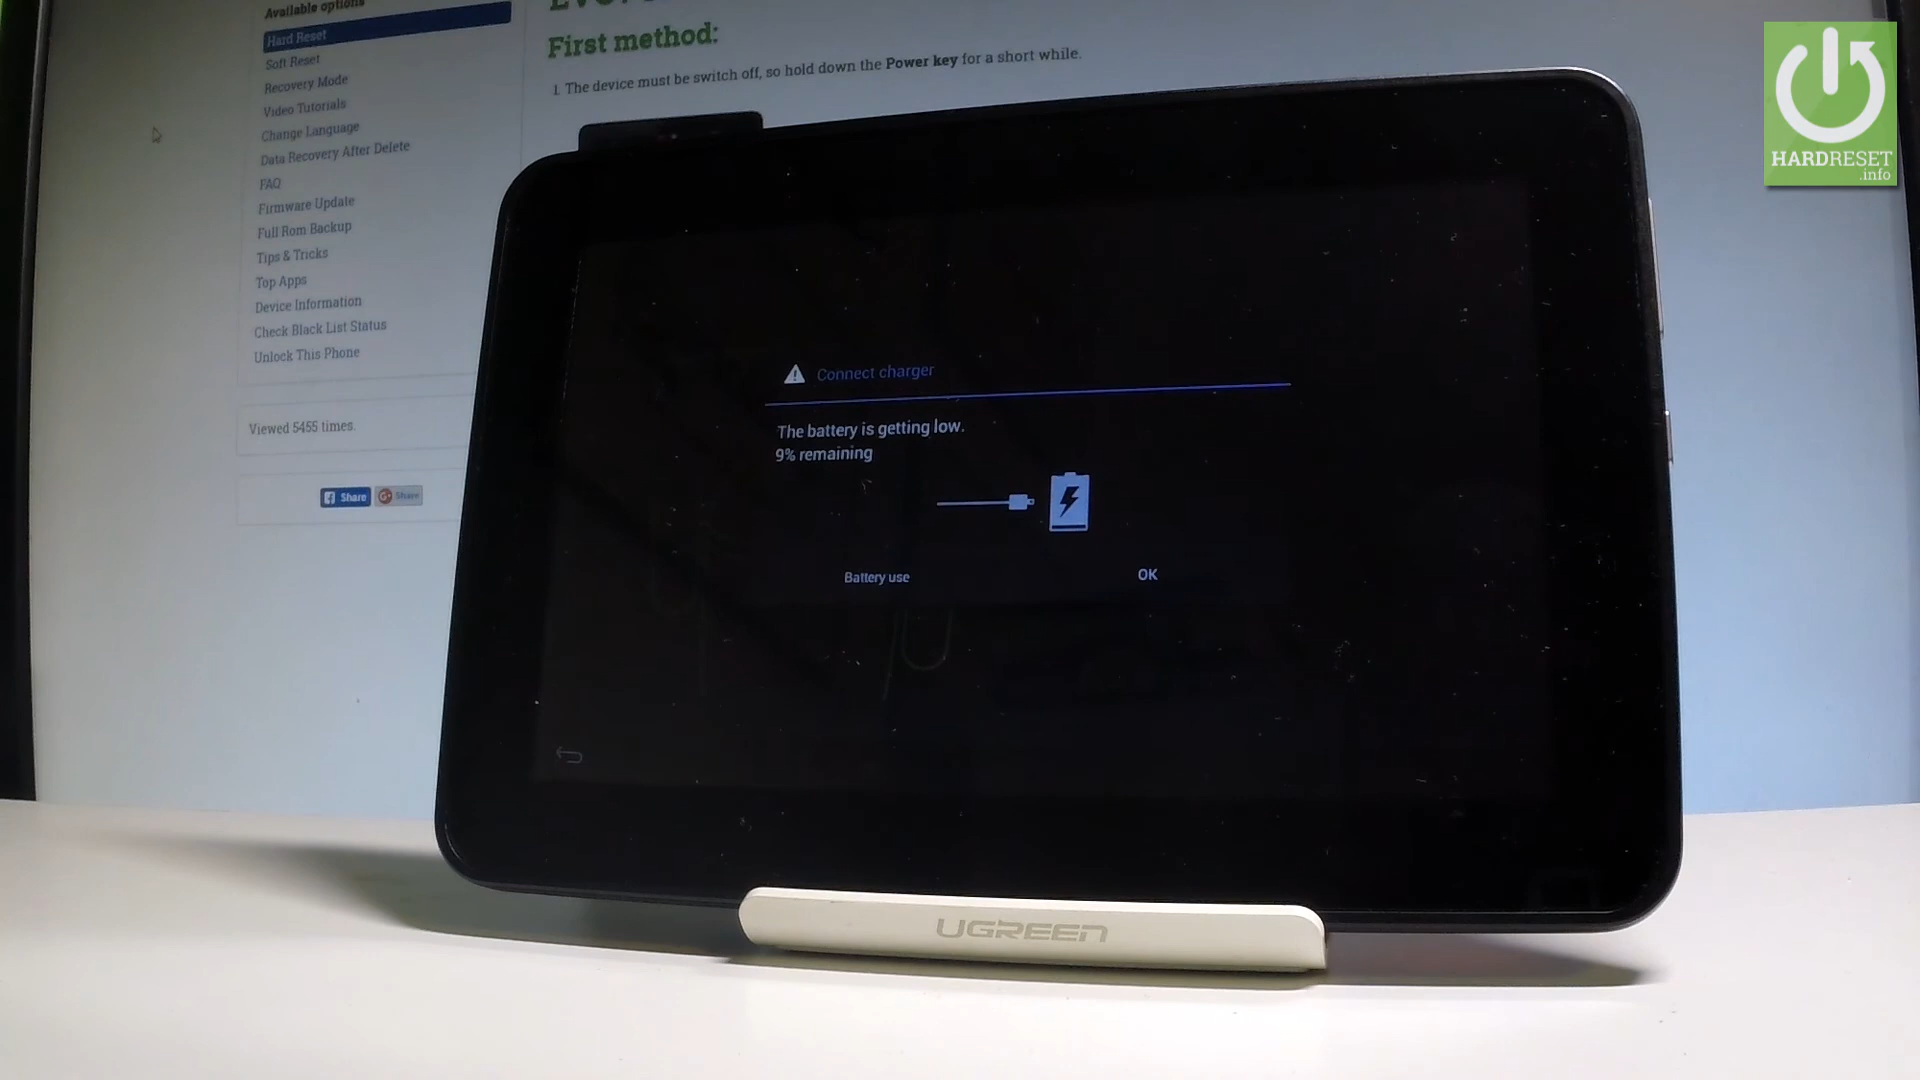 Available options
Hard Reset
Soft Reset
Recovery Mode
Video Tutorials
Change Language
Data Recovery After Delete
FAQ
Firmware Update
Full Rom Backup
Tips & Tricks
Top Apps
Device Information
Check Black List Status
Unlock This Phone
Viewed 5455 times.
Share
Share
First method:
1. The device must be switch off, so hold down the Power key for a short while.
Connect charger
The battery is getting low.
9% remaining
Battery use
OK
UGREEN
HARDRESET
.info